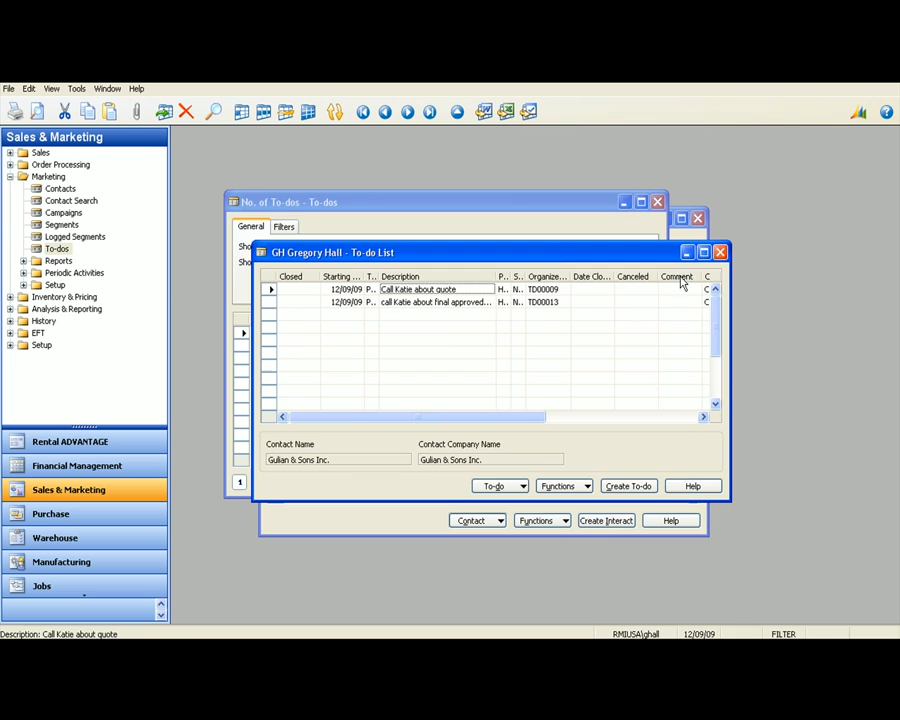 File Edit View Tools Window Help
Sales & Marketing
Sales
Order Processing
Marketing
Contacts
Contact Search
Campaigns
Segments
Logged Segments
To-dos
Reports
Periodic Activities
Setup
Inventory & Pricing
Analysis & Reporting
History
EFT
Setup
Rental ADVANTAGE
Financial Management
Sales & Marketing
Purchase
Warehouse
Manufacturing
Jobs
No. of To-dos - To-dos
General Filters
Sho
Sho
1
GH Gregory Hall - To-do List
Closed Starting ... T.. Description P.. S.. Organize... Date Clo... Canceled Comment C
12/09/09 P.. Call Katie about quote H.. N.. TD00009 C
12/09/09 P.. call Katie about final approved... H.. N.. TD00013 C
Contact Name Contact Company Name
Gulian & Sons Inc. Gulian & Sons Inc.
To-do Functions Create To-do Help
Contact Functions Create Interact Help
Description: Call Katie about quote RMIUSA\ghall 12/09/09 FILTER